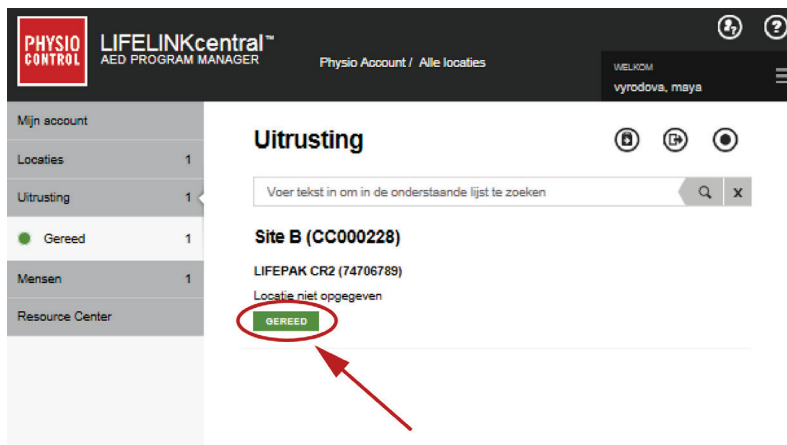 PHYSIO
CONTROL
LIFELINKcentral™
AED PROGRAM MANAGER
Physio Account / Alle locaties
WELKOM
vyrodova, maya
Mijn account
Locaties 1
Uitrusting 1
Gereed 1
Mensen 1
Resource Center
Uitrusting
Voer tekst in om in de onderstaande lijst te zoeken
x
Site B (CC000228)
LIFEPAK CR2 (74706789)
Locatie niet opgegeven
GEREED